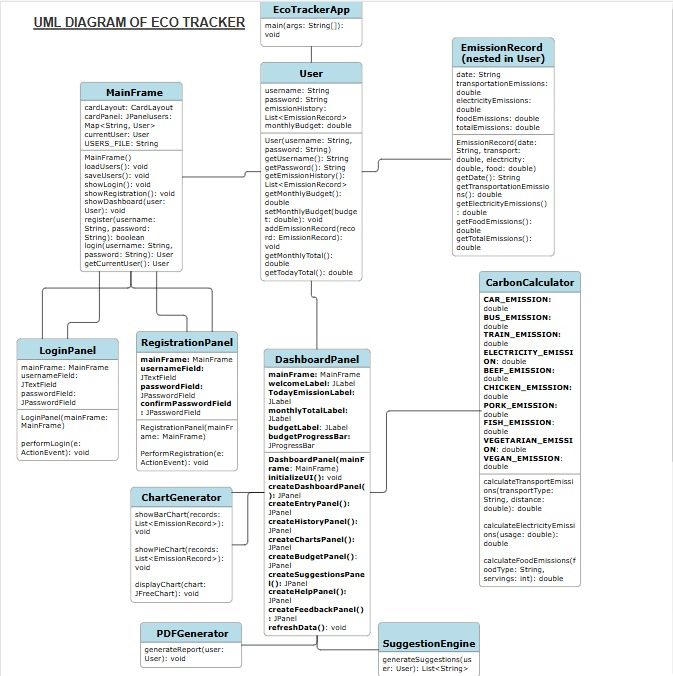 UML DIAGRAM OF ECO TRACKER
EcoTrackerApp
main(args: String[]):
void
User
username: String
password: String
emissionHistory:
List<EmissionRecord>
monthlyBudget: double
User(username: String,
password: String)
getUsername(): String
getPassword(): String
getEmissionHistory():
List<EmissionRecord>
getMonthlyBudget():
double
setMonthlyBudget(budge
t: double): void
addEmissionRecord(reco
rd: EmissionRecord):
void
getMonthlyTotal():
double
getTodayTotal(): double
EmissionRecord
(nested in User)
date: String
transportationEmissions:
double
electricityEmissions:
double
foodEmissions: double
totalEmissions: double
EmissionRecord(date:
String, transport:
double, electricity:
double, food: double)
getDate(): String
getTransportationEmissio
ns(): double
getElectricityEmissions()
: double
getFoodEmissions():
double
getTotalEmissions():
double
MainFrame
cardLayout: CardLayout
cardPanel: JPanelusers:
Map<String, User>
currentUser: User
USERS_FILE: String
MainFrame()
loadUsers(): void
saveUsers(): void
showLogin(): void
showRegistration(): void
showDashboard(user:
User): void
register(username:
String, password:
String): boolean
login(username: String,
password: String): User
getCurrentUser(): User
LoginPanel
mainFrame: MainFrame
usernameField:
JTextField
passwordField:
JPasswordField
LoginPanel(mainFrame:
MainFrame)
performLogin(e:
ActionEvent): void
RegistrationPanel
mainFrame: MainFrame
usernameField:
JTextField
passwordField:
JPasswordField
confirmPasswordField
: JPasswordField
RegistrationPanel(mainFr
ame: MainFrame)
PerformRegistration(e:
ActionEvent): void
DashboardPanel
mainFrame: MainFrame
welcomeLabel: JLabel
TodayEmissionLabel:
JLabel
monthlyTotalLabel:
JLabel
budgetLabel: JLabel
budgetProgressBar:
JProgressBar
DashboardPanel(mainF
rame: MainFrame)
initializeUI(): void
createDashboardPanel(
): JPanel
createEntryPanel():
JPanel
createHistoryPanel():
JPanel
createChartsPanel():
JPanel
createBudgetPanel():
JPanel
createSuggestionsPane
l(): JPanel
createHelpPanel():
JPanel
createFeedbackPanel()
: JPanel
refreshData(): void
CarbonCalculator
CAR_EMISSION:
double
BUS_EMISSION:
double
TRAIN_EMISSION:
double
ELECTRICITY_EMISSI
ON: double
BEEF_EMISSION:
double
CHICKEN_EMISSION:
double
PORK_EMISSION:
double
FISH_EMISSION:
double
VEGETARIAN_EMISSI
ON: double
VEGAN_EMISSION:
double
calculateTransportEmissi
ons(transportType:
String, distance:
double): double
calculateElectricityEmissi
ons(usage: double):
double
calculateFoodEmissions(f
oodType: String,
servings: int): double
ChartGenerator
showBarChart(records:
List<EmissionRecord>):
void
showPieChart(records:
List<EmissionRecord>):
void
displayChart(chart:
JFreeChart): void
PDFGenerator
generateReport(user:
User): void
SuggestionEngine
generateSuggestions(us
er: User): List<String>